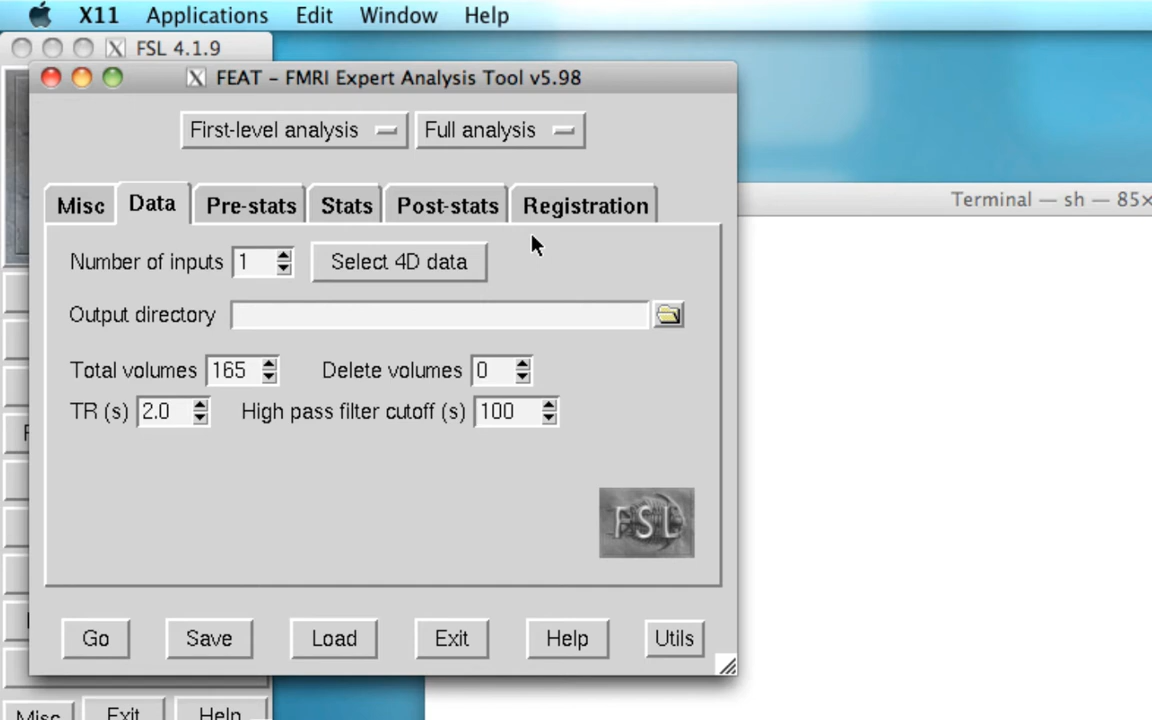 X11 Applications Edit Window Help
FSL 4.1.9
FEAT - FMRI Expert Analysis Tool v5.98
First-level analysis Full analysis
Terminal — sh —
Misc Data Pre-stats Stats Post-stats Registration
Number of inputs 1 Select 4D data
Output directory
Total volumes 165 Delete volumes 0
TR (s) 2.0 High pass filter cutoff (s) 100
FSL
Go Save Load Exit Help Utils
Misc Exit Help